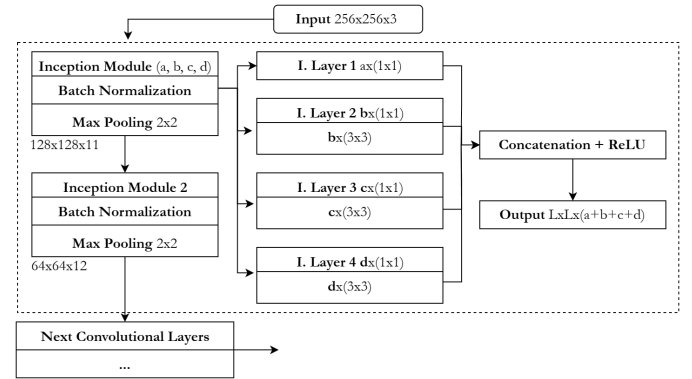 Input 256x256x3
Inception Module (a, b, c, d)
Batch Normalization
Max Pooling 2x2
128x128x11
Inception Module 2
Batch Normalization
Max Pooling 2x2
64x64x12
Next Convolutional Layers
...
I. Layer 1 ax(1x1)
I. Layer 2 bx(1x1)
bx(3x3)
I. Layer 3 cx(1x1)
cx(3x3)
I. Layer 4 dx(1x1)
dx(3x3)
Concatenation + ReLU
Output LxLx(a+b+c+d)